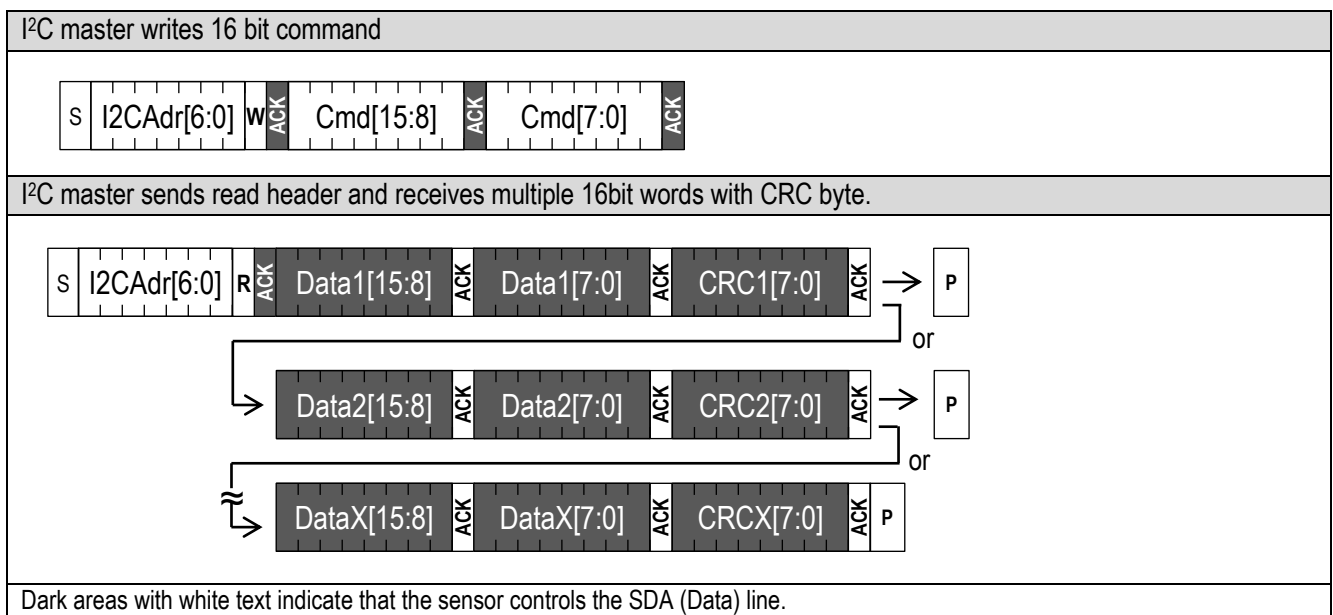 I²C master writes 16 bit command
S I2CAdr[6:0] W ACK Cmd[15:8] ACK Cmd[7:0] ACK
I²C master sends read header and receives multiple 16bit words with CRC byte.
S I2CAdr[6:0] R ACK Data1[15:8] ACK Data1[7:0] ACK CRC1[7:0] ACK P
or
Data2[15:8] ACK Data2[7:0] ACK CRC2[7:0] ACK P
or
≈
DataX[15:8] ACK DataX[7:0] ACK CRCX[7:0] ACK P
Dark areas with white text indicate that the sensor controls the SDA (Data) line.